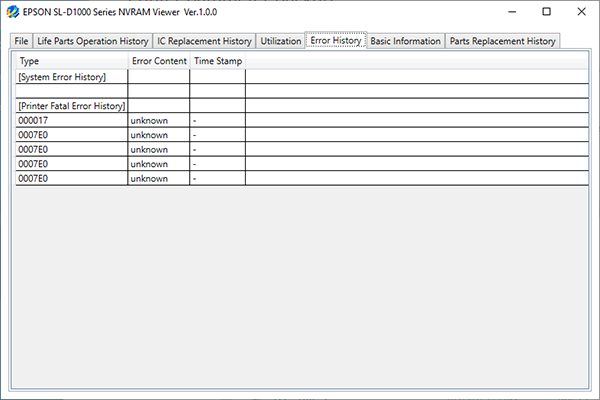 EPSON SL-D1000 Series NVRAM Viewer Ver.1.0.0
File Life Parts Operation History IC Replacement History Utilization Error History Basic Information Parts Replacement History
Type Error Content Time Stamp
[System Error History]
[Printer Fatal Error History]
000017 unknown -
0007E0 unknown -
0007E0 unknown -
0007E0 unknown -
0007E0 unknown -